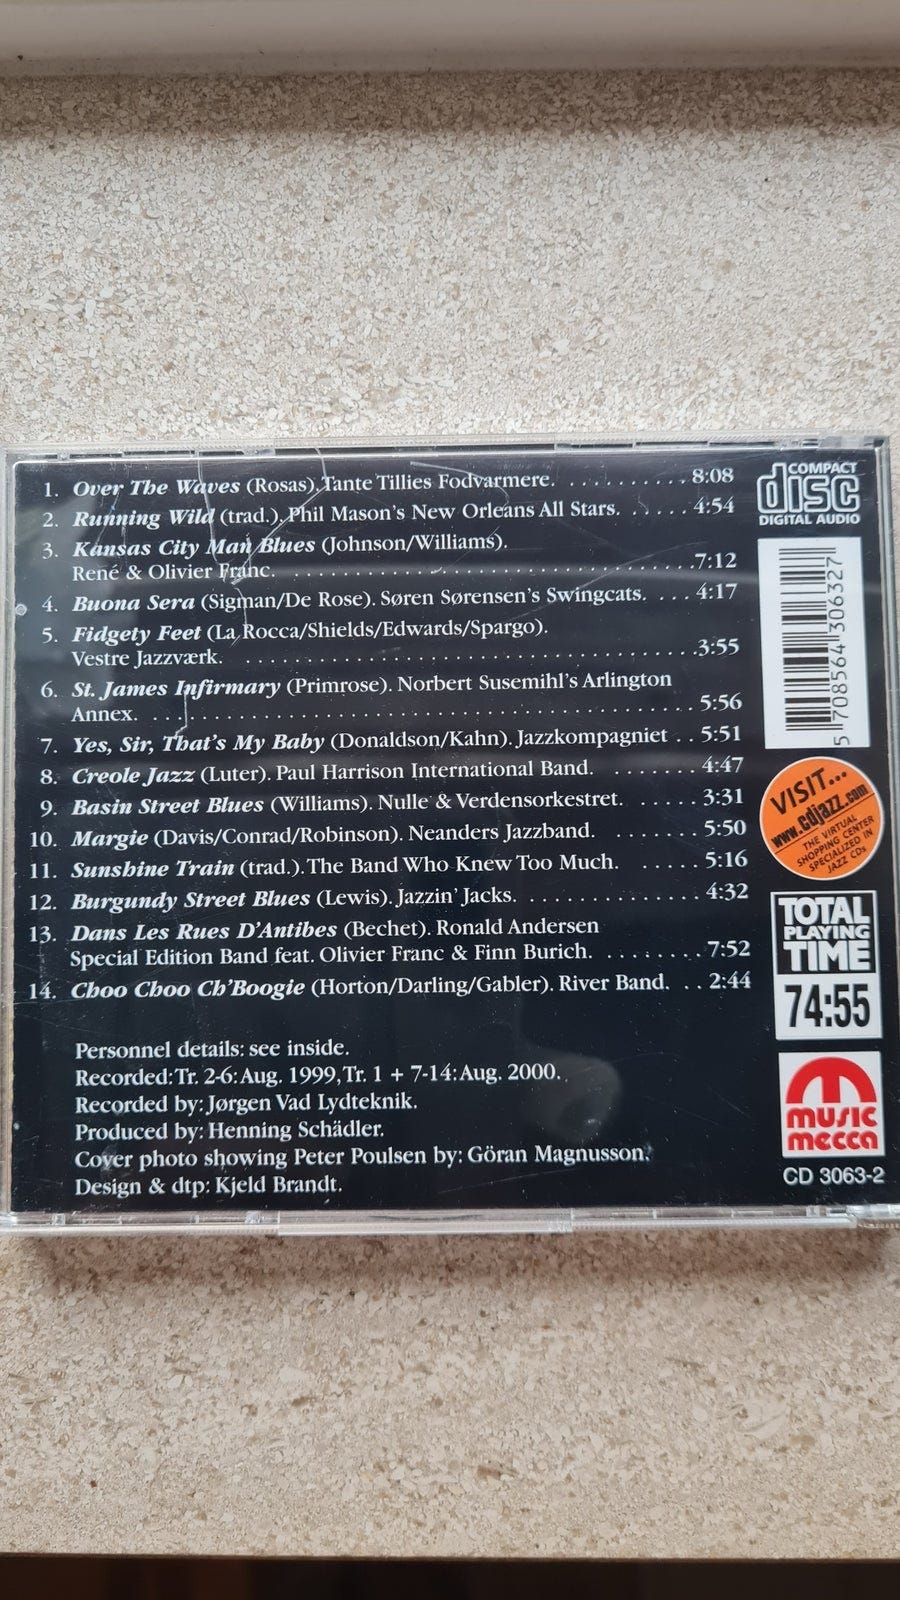 1. Over The Waves (Rosas). Tante Tillies Fodvarmere. . . . . . . . . . . 8:08
2. Running Wild (trad.). Phil Mason's New Orleans All Stars. . . . . . 4:54
3. Kansas City Man Blues (Johnson/Williams).
René & Olivier Franc. . . . . . . . . . . . . . . . . . . . . . . . . . . . . . . . . . . . 7:12
4. Buona Sera (Sigman/De Rose). Søren Sørensen's Swingcats. . . . . 4:17
5. Fidgety Feet (La Rocca/Shields/Edwards/Spargo).
Vestre Jazzværk. . . . . . . . . . . . . . . . . . . . . . . . . . . . . . . . . . . . . . . . 3:55
6. St. James Infirmary (Primrose). Norbert Susemihl's Arlington
Annex. . . . . . . . . . . . . . . . . . . . . . . . . . . . . . . . . . . . . . . . . . . . . . . 5:56
7. Yes, Sir, That's My Baby (Donaldson/Kahn). Jazzkompagniet . . 5:51
8. Creole Jazz (Luter). Paul Harrison International Band. . . . . . . . 4:47
9. Basin Street Blues (Williams). Nulle & Verdensorkestret. . . . . . 3:31
10. Margie (Davis/Conrad/Robinson). Neanders Jazzband. . . . . . . . 5:50
11. Sunshine Train (trad.). The Band Who Knew Too Much. . . . . . 5:16
12. Burgundy Street Blues (Lewis). Jazzin' Jacks. . . . . . . . . . . . . . . . 4:32
13. Dans Les Rues D'Antibes (Bechet). Ronald Andersen
Special Edition Band feat. Olivier Franc & Finn Burich. . . . . . . . . 7:52
14. Choo Choo Ch'Boogie (Horton/Darling/Gabler). River Band. . . 2:44
Personnel details: see inside.
Recorded: Tr. 2-6: Aug. 1999, Tr. 1 + 7-14: Aug. 2000.
Recorded by: Jørgen Vad Lydteknik.
Produced by: Henning Schädler.
Cover photo showing Peter Poulsen by: Göran Magnusson.
Design & dtp: Kjeld Brandt.
COMPACT
disc
DIGITAL AUDIO
5 708564 306327
VISIT...
www.cdjazz.com
THE VIRTUAL
SHOPPING CENTER
SPECIALIZED IN
JAZZ CDs
TOTAL
PLAYING
TIME
74:55
music
mecca
CD 3063-2